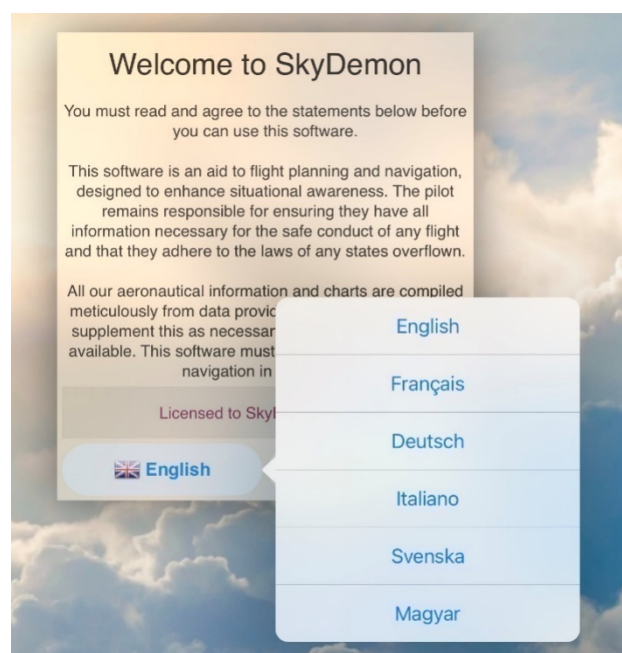 Welcome to SkyDemon
You must read and agree to the statements below before
you can use this software.
This software is an aid to flight planning and navigation,
designed to enhance situational awareness. The pilot
remains responsible for ensuring they have all
information necessary for the safe conduct of any flight
and that they adhere to the laws of any states overflown.
All our aeronautical information and charts are compiled
meticulously from data
supplement this as
available. This software must
navigation in
Licensed to
English
English
Français
Deutsch
Italiano
Svenska
Magyar